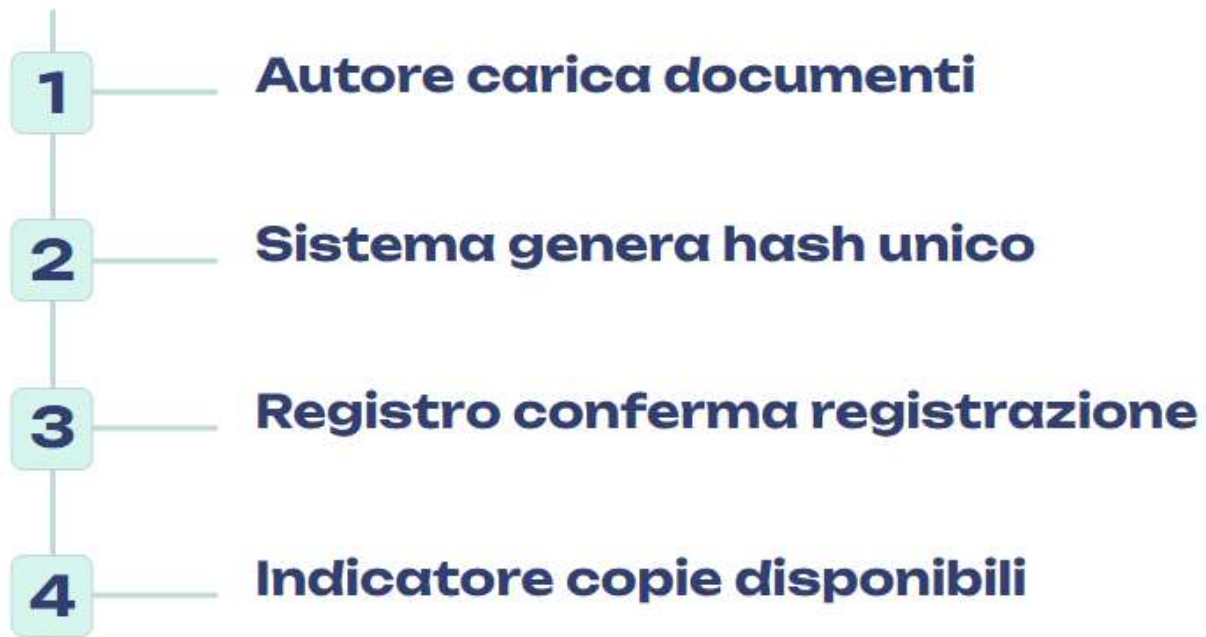 1 Autore carica documenti
2 Sistema genera hash unico
3 Registro conferma registrazione
4 Indicatore copie disponibili